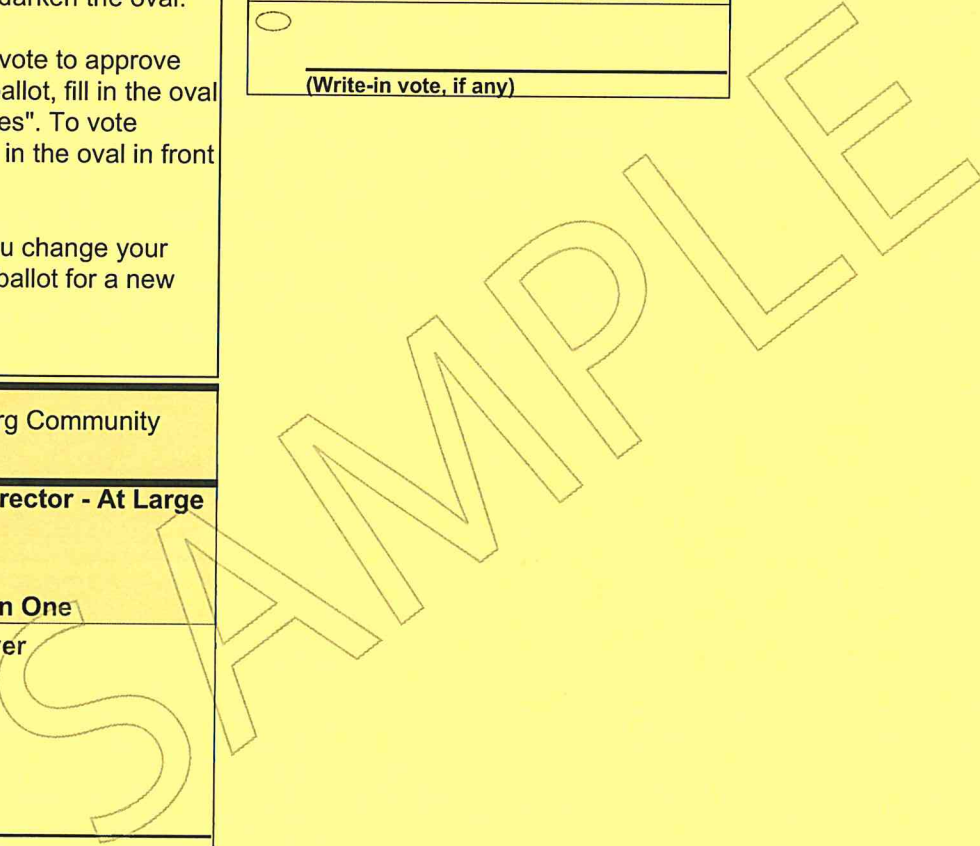 darken the oval.
vote to approve
allot, fill in the oval
es". To vote
in the oval in front
u change your
ballot for a new
rg Community
rector - At Large
n One
er
(Write-in vote, if any)
SAMPLE